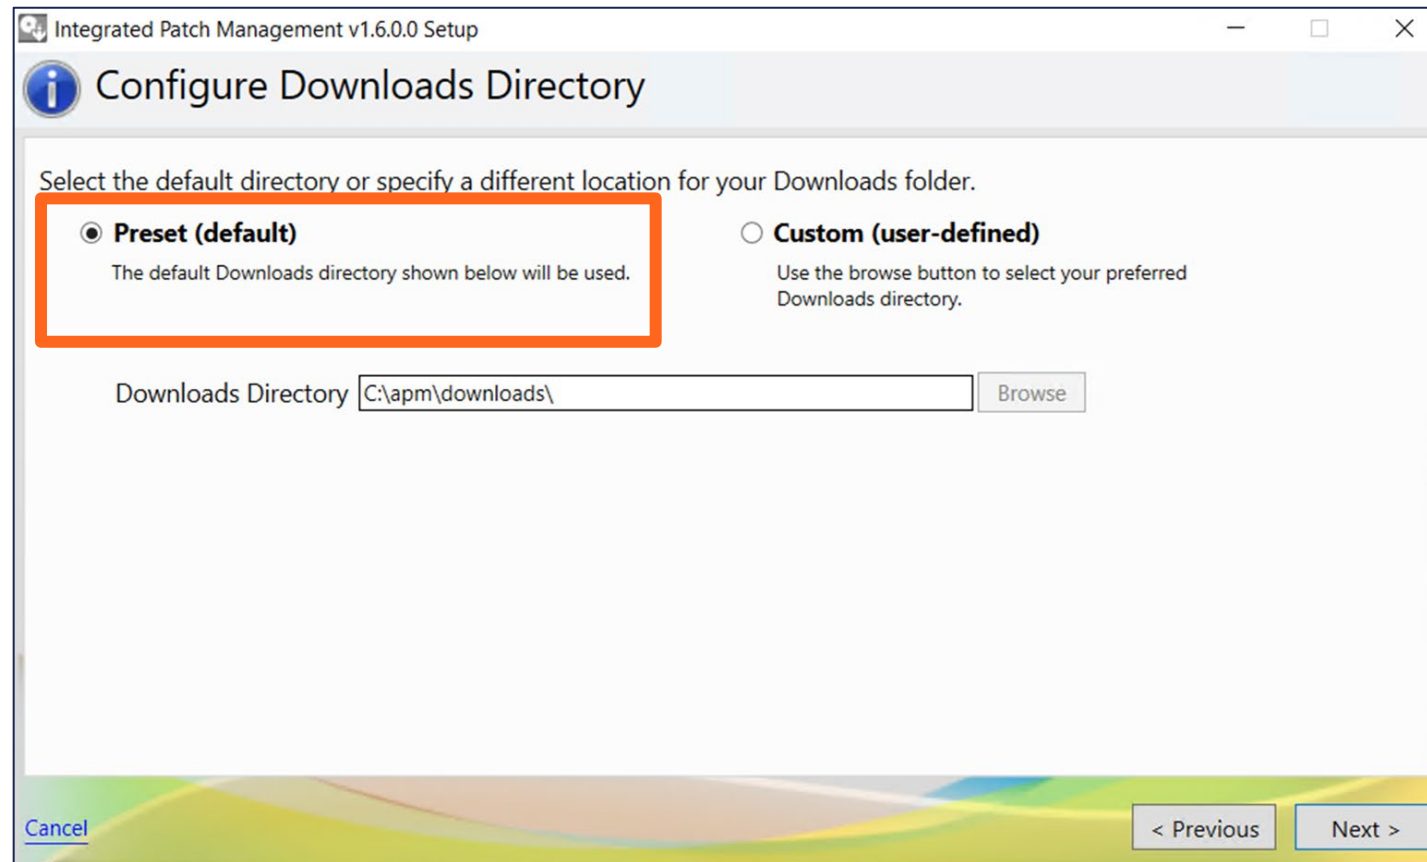 Integrated Patch Management v1.6.0.0 Setup
Configure Downloads Directory
Select the default directory or specify a different location for your Downloads folder.
Preset (default)
The default Downloads directory shown below will be used.
Custom (user-defined)
Use the browse button to select your preferred
Downloads directory.
Downloads Directory C:\apm\downloads\ Browse
Cancel < Previous Next >